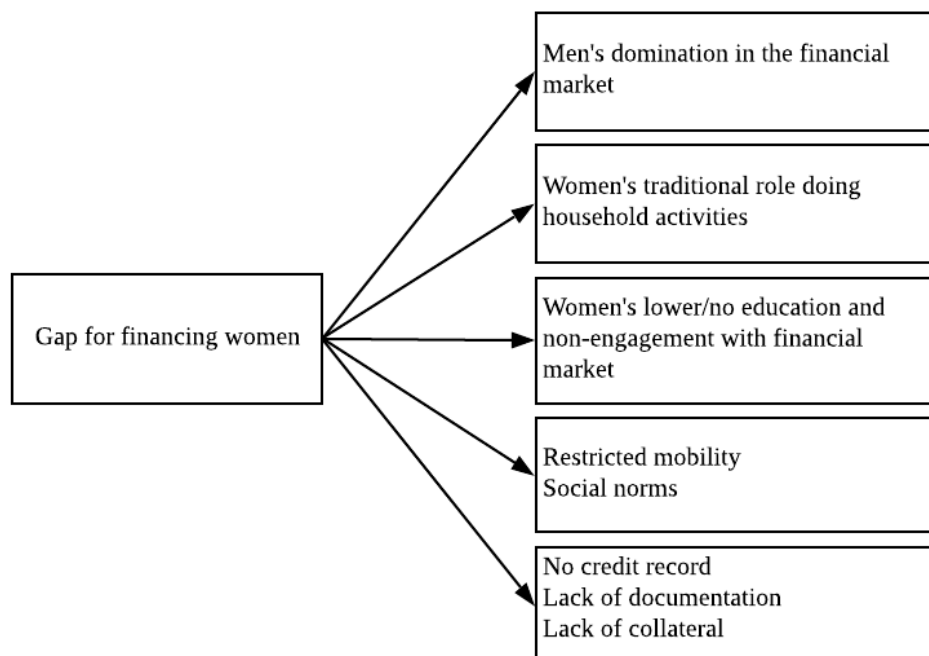 Men's domination in the financial
market
Women's traditional role doing
household activities
Gap for financing women
Women's lower/no education and
non-engagement with financial
market
Restricted mobility
Social norms
No credit record
Lack of documentation
Lack of collateral